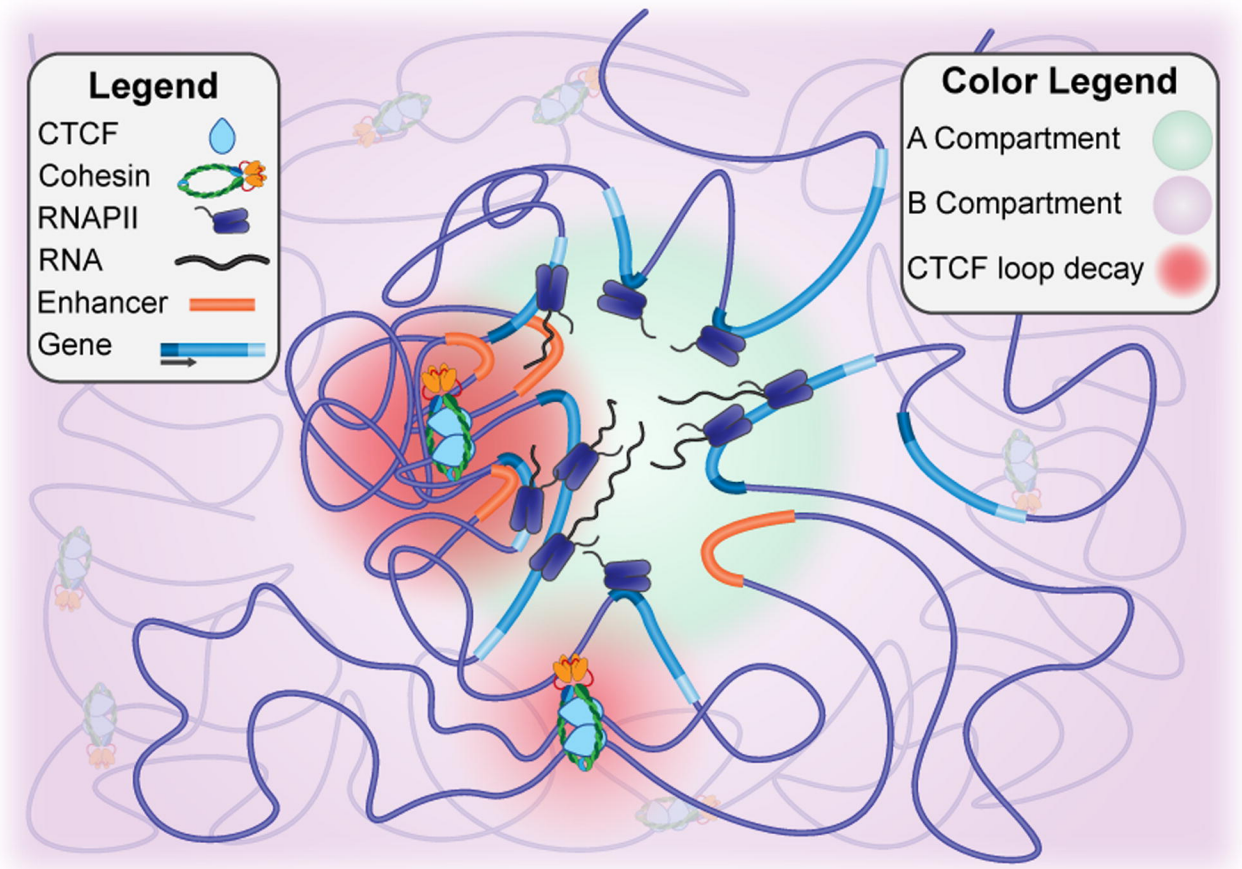 Legend
CTCF
Cohesin
RNAPII
RNA
Enhancer
Gene
Color Legend
A Compartment
B Compartment
CTCF loop decay